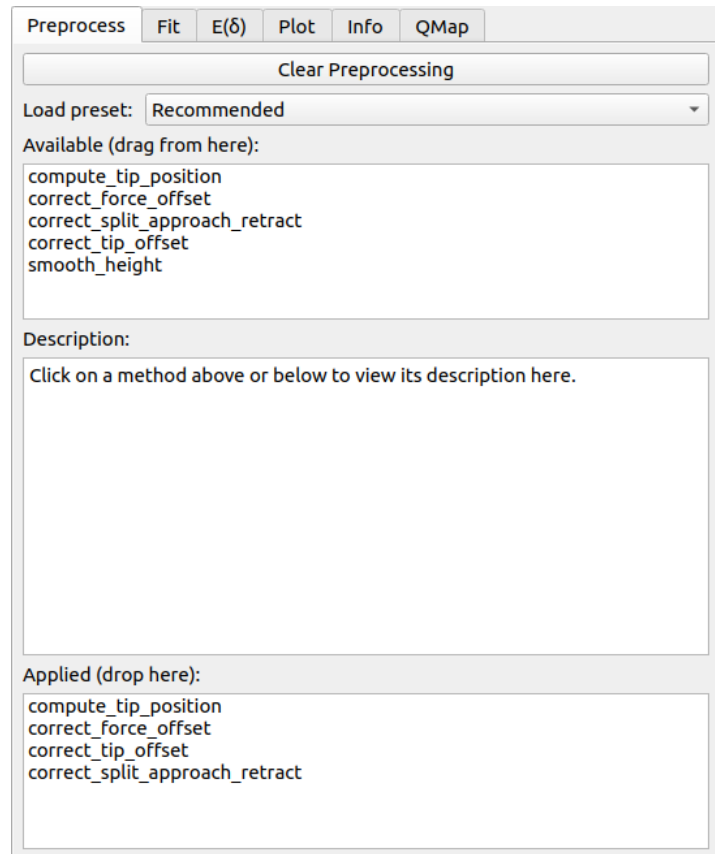 Preprocess Fit E(δ) Plot Info QMap
Clear Preprocessing
Load preset: Recommended
Available (drag from here):
compute_tip_position
correct_force_offset
correct_split_approach_retract
correct_tip_offset
smooth_height
Description:
Click on a method above or below to view its description here.
Applied (drop here):
compute_tip_position
correct_force_offset
correct_tip_offset
correct_split_approach_retract